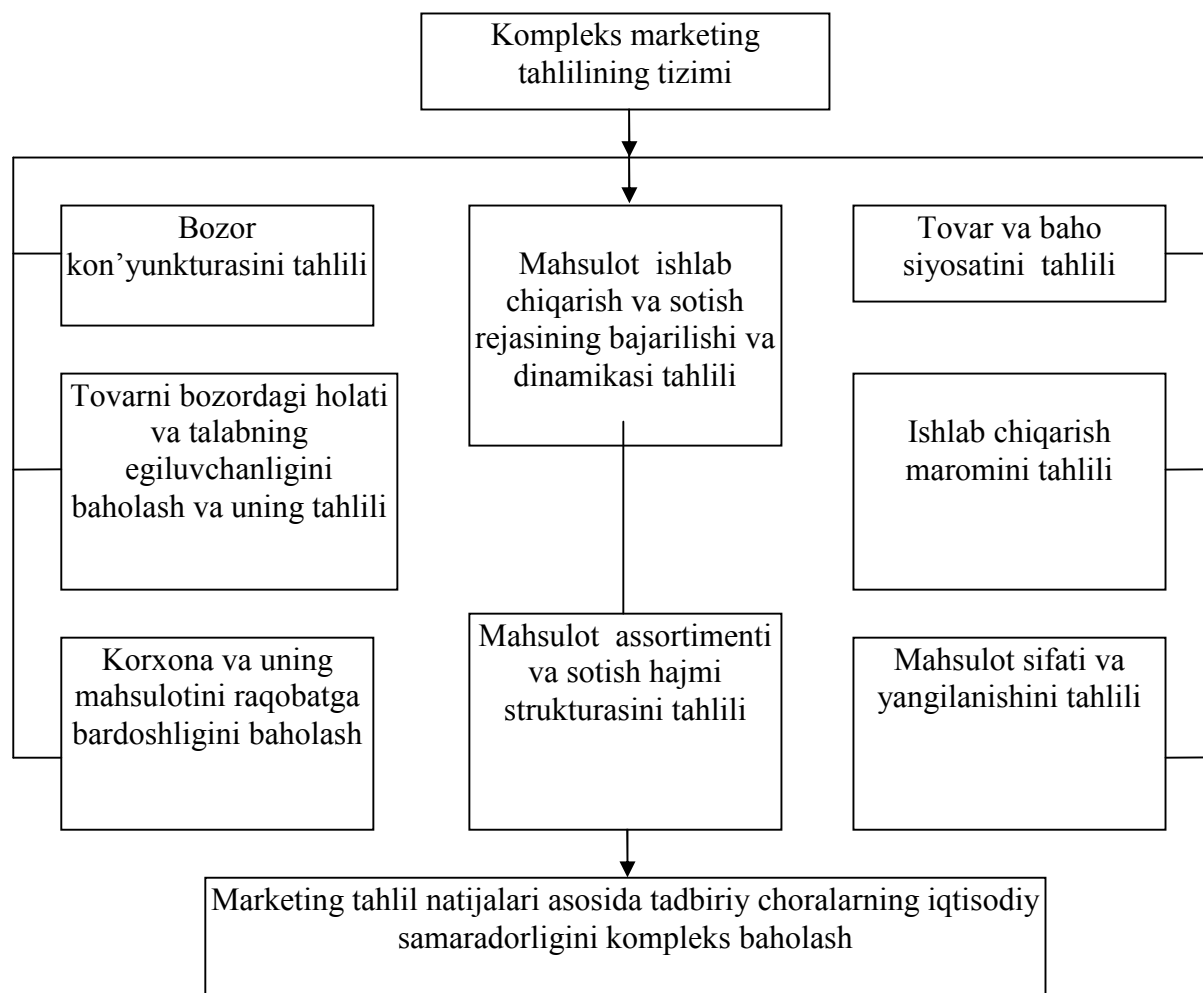 Kompleks marketing
tahlilining tizimi
Bozor
kon’yunkturasini tahlili
Mahsulot ishlab
chiqarish va sotish
rejasining bajarilishi va
dinamikasi tahlili
Tovar va baho
siyosatini tahlili
Tovarni bozordagi holati
va talabning
egiluvchanligini
baholash va uning tahlili
Ishlab chiqarish
maromini tahlili
Korxona va uning
mahsulotini raqobatga
bardoshligini baholash
Mahsulot assortimenti
va sotish hajmi
strukturasini tahlili
Mahsulot sifati va
yangilanishini tahlili
Marketing tahlil natijalari asosida tadbiriy choralarning iqtisodiy
samaradorligini kompleks baholash